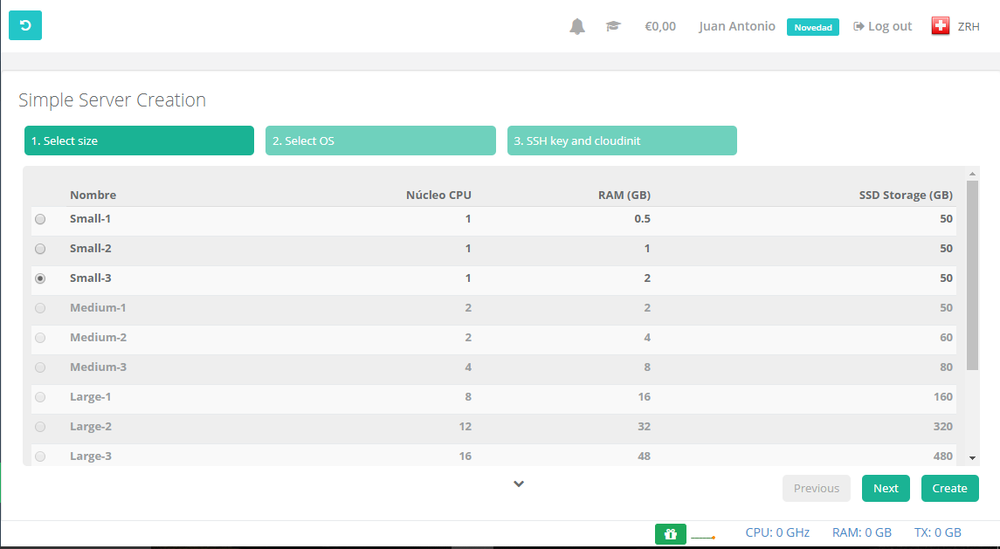 €0,00 Juan Antonio Novedad Log out ZRH
Simple Server Creation
1. Select size 2. Select OS 3. SSH key and cloudinit
Nombre Núcleo CPU RAM (GB) SSD Storage (GB)
Small-1 1 0.5 50
Small-2 1 1 50
Small-3 1 2 50
Medium-1 2 2 50
Medium-2 2 4 60
Medium-3 4 8 80
Large-1 8 16 160
Large-2 12 32 320
Large-3 16 48 480
Previous Next Create
CPU: 0 GHz RAM: 0 GB TX: 0 GB